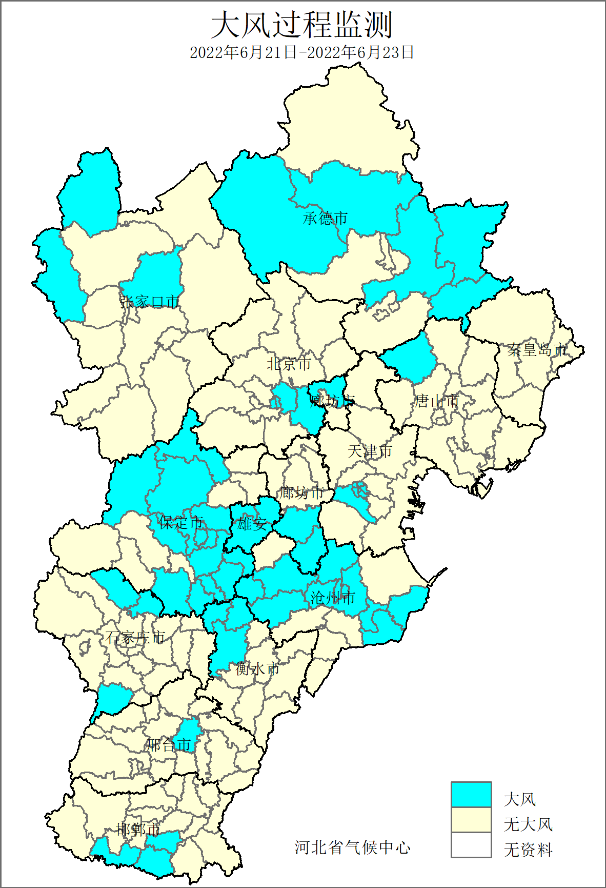 大风过程监测
2022年6月21日-2022年6月23日
承德市
张家口市
秦皇岛市
北京市
廊坊市
唐山市
天津市
廊坊市
保定市
雄安
沧州市
石家庄市
衡水市
邢台市
邯郸市
大风
无大风
无资料
河北省气候中心